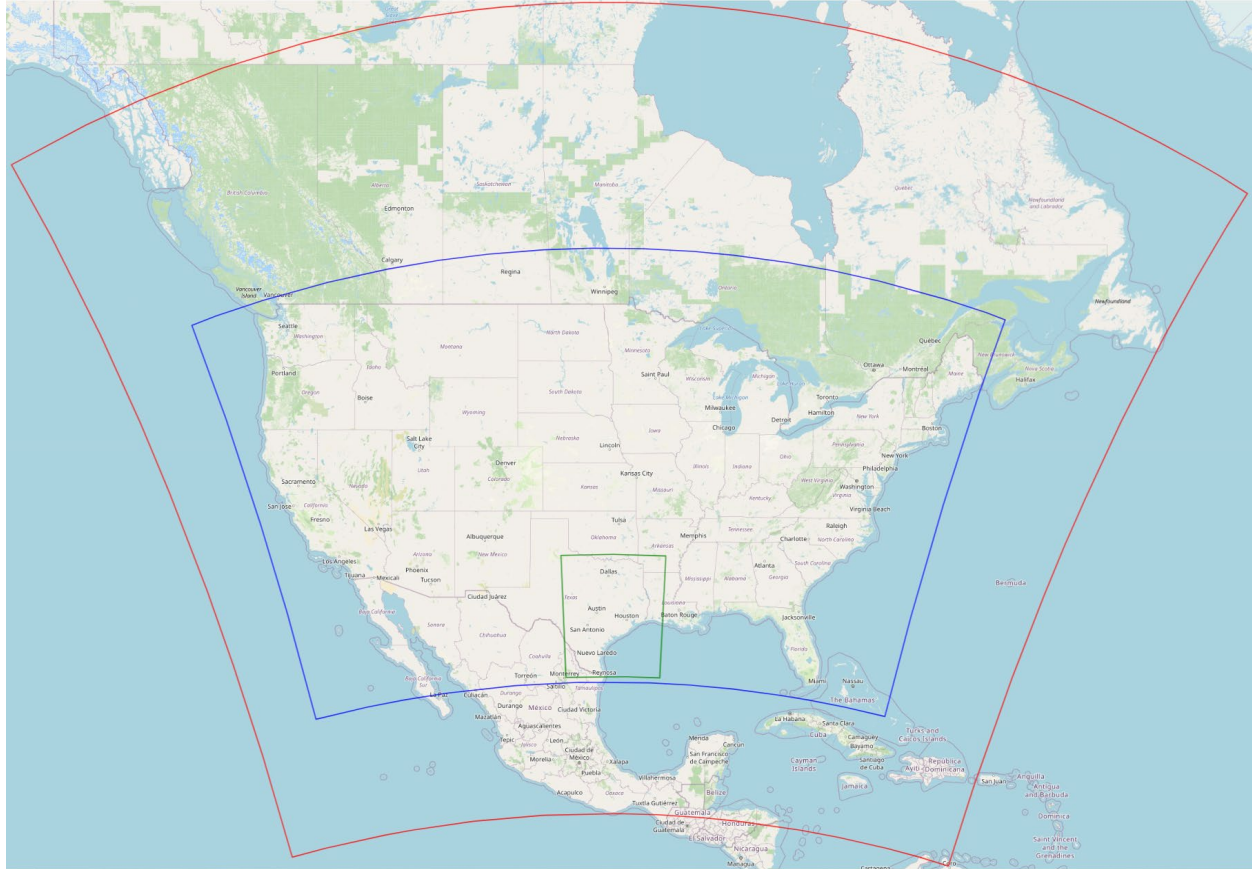 British Columbia
Alberta
Saskatchewan
Manitoba
Québec
Newfoundland
and Labrador
Edmonton
Calgary
Regina
Ontario
Winnipeg
Vancouver
Island
Vancouver
Newfoundland
Seattle
Washington
Montana
North Dakota
Minnesota
Québec
New Brunswick
Ottawa
Montréal
Maine
Nova Scotia
Halifax
Portland
Oregon
Idaho
Boise
Saint Paul
Wisconsin
Michigan
South Dakota
Lake Michigan
Toronto
Hamilton
Wyoming
Milwaukee
Chicago
Detroit
New York
Boston
Salt Lake
City
Utah
Nebraska
Lincoln
Iowa
Pennsylvania
New York
Philadelphia
Denver
Colorado
Kansas City
Kansas
Missouri
Illinois
Indiana
Ohio
West Virginia
Washington
Virginia
Sacramento
Nevada
California
San Jose
Fresno
Las Vegas
Kentucky
Virginia Beach
Tulsa
Oklahoma
Arkansas
Memphis
Tennessee
Raleigh
Charlotte
North Carolina
Albuquerque
New Mexico
Arizona
Los Angeles
Tijuana
Mexicali
Phoenix
Tucson
Dallas
Atlanta
South Carolina
Mississippi
Alabama
Georgia
Bermuda
Ciudad Juárez
Texas
Austin
Houston
Louisiana
Baton Rouge
Jacksonville
Baja California
Sonora
Chihuahua
San Antonio
Coahuila
Nuevo Laredo
Florida
Baja California
Sur
Torreón
Monterrey
Reynosa
Miami
Nassau
La Paz
Culiacán
Durango
Saltillo
Tamaulipas
The Bahamas
Durango
México
Ciudad Victoria
Mazatlán
Aguascalientes
La Habana
Santa Clara
Cuba
Camagüey
Bayamo
Santiago
de Cuba
Turks and
Caicos Islands
Tepic
León
Jalisco
Morelia
Ciudad de
México
Xalapa
Puebla
Mérida
Cancún
San Francisco
de Campeche
Cayman
Islands
Jamaica
Ayiti
República
Dominicana
San Juan
Anguilla
Antigua
and Barbuda
Villahermosa
Acapulco
Oaxaca
Tuxtla Gutiérrez
Belize
Guatemala
Ciudad de
Guatemala
Honduras
El Salvador
Nicaragua
Managua
Dominica
Saint Vincent
and the
Grenadines
Cartagena
Coro